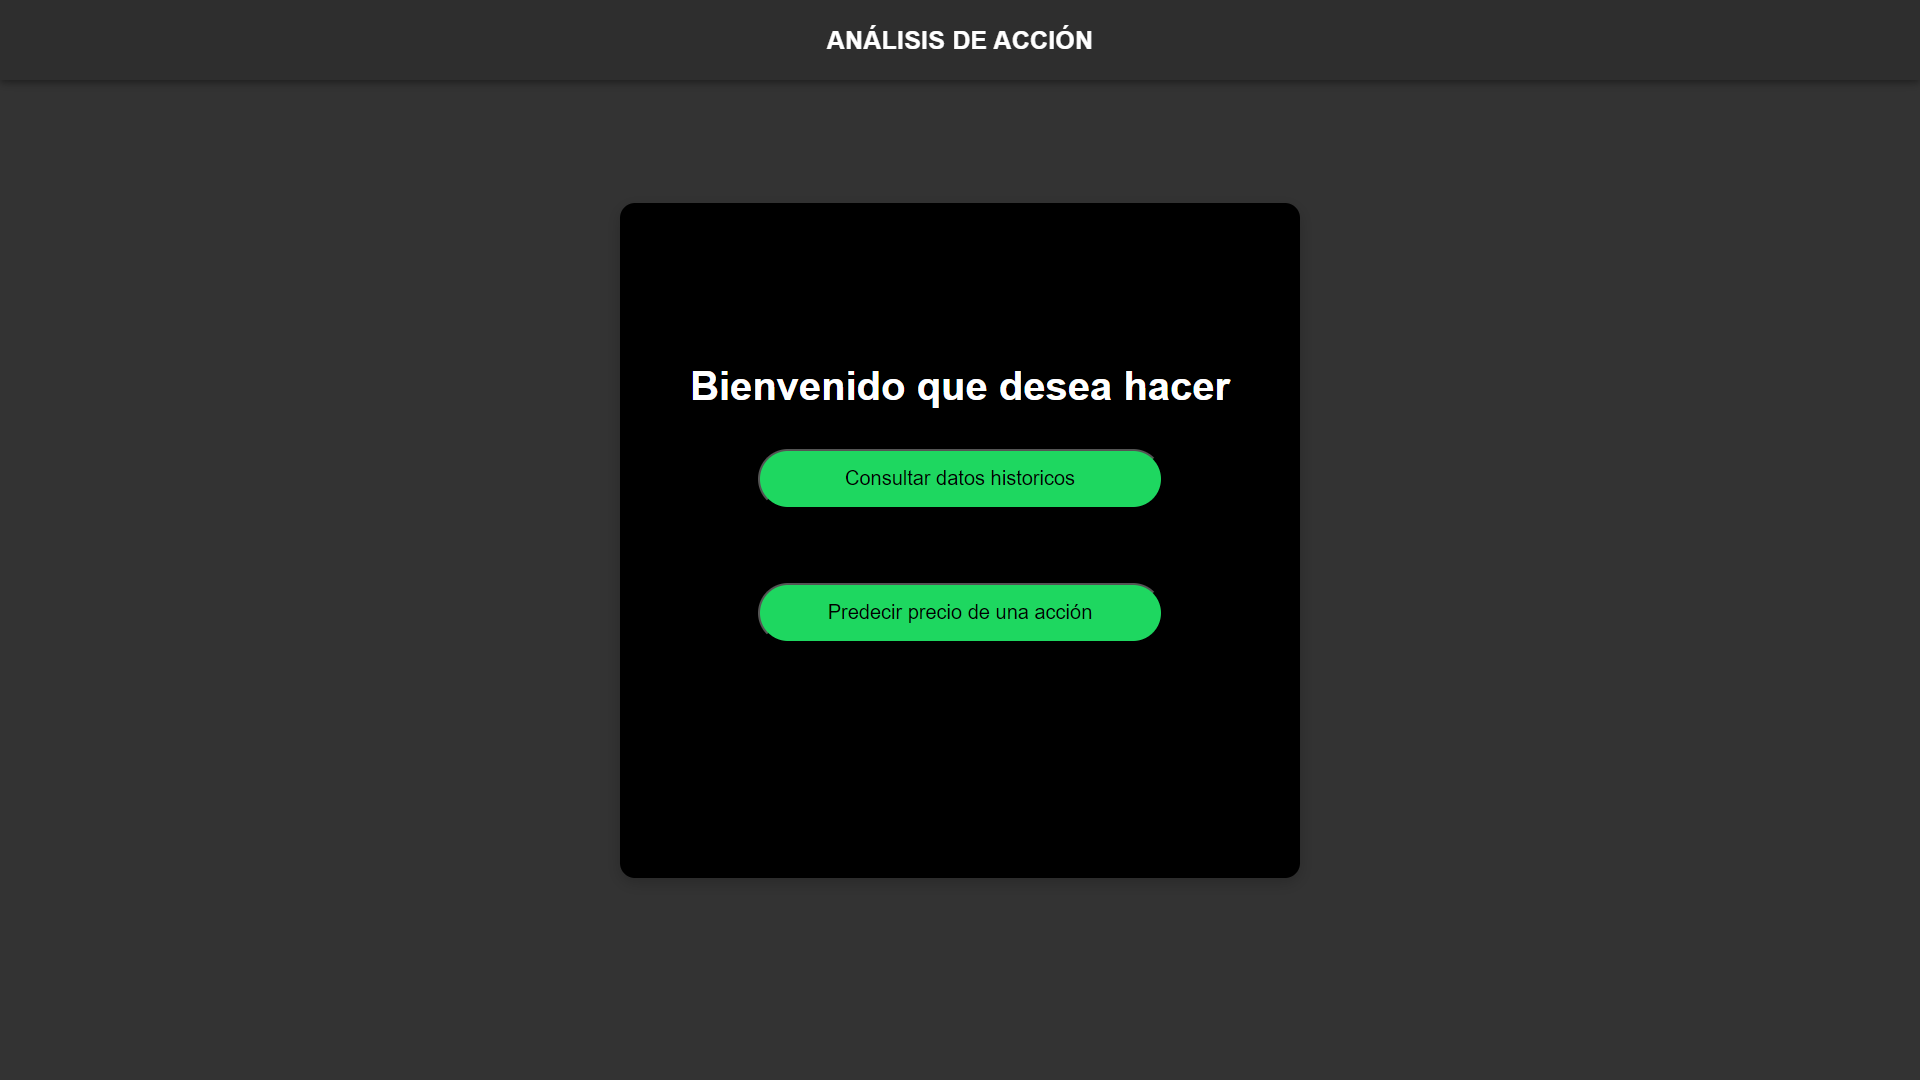 ANÁLISIS DE ACCIÓN
Bienvenido que desea hacer
Consultar datos historicos
Predecir precio de una acción